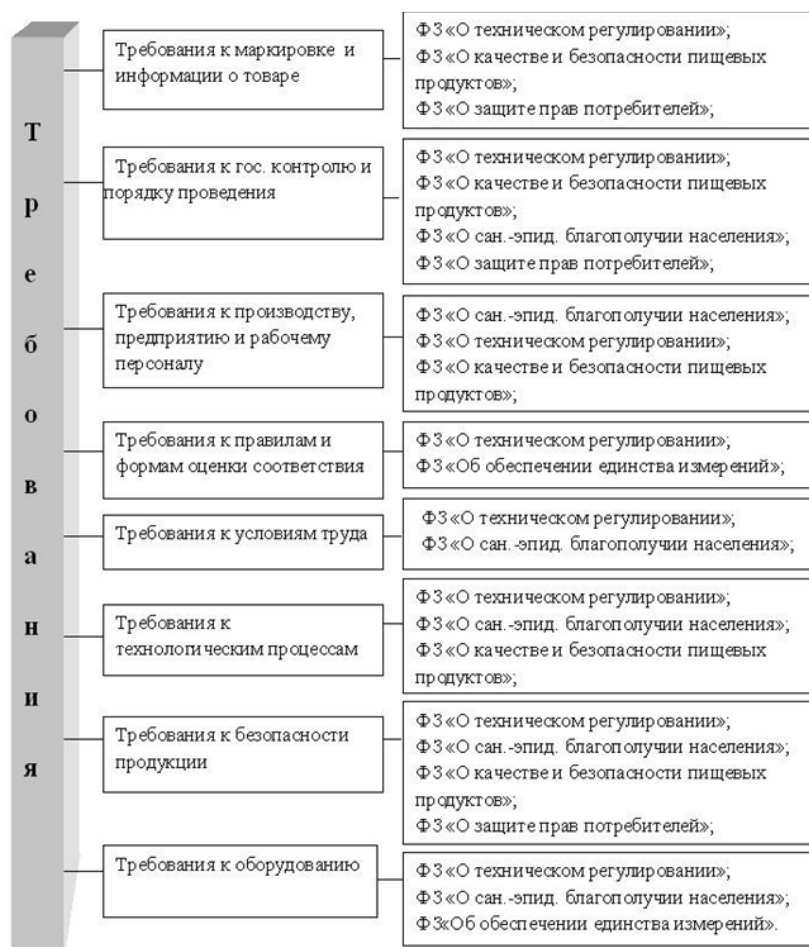 Требования
Требования к маркировке и
информации о товаре
ФЗ «О техническом регулировании»;
ФЗ «О качестве и безопасности пищевых
продуктов»;
ФЗ «О защите прав потребителей»;
Требования к гос. контролю и
порядку проведения
ФЗ «О техническом регулировании»;
ФЗ «О качестве и безопасности пищевых
продуктов»;
ФЗ «О сан.-эпид. благополучии населения»;
ФЗ «О защите прав потребителей»;
Требования к производству,
предприятию и рабочему
персоналу
ФЗ «О сан.-эпид. благополучии населения»;
ФЗ «О техническом регулировании»;
ФЗ «О качестве и безопасности пищевых
продуктов»;
Требования к правилам и
формам оценки соответствия
ФЗ «О техническом регулировании»;
ФЗ «Об обеспечении единства измерений»;
Требования к условиям труда
ФЗ «О техническом регулировании»;
ФЗ «О сан.-эпид. благополучии населения»;
Требования к
технологическим процессам
ФЗ «О техническом регулировании»;
ФЗ «О сан.-эпид. благополучии населения»;
ФЗ «О качестве и безопасности пищевых
продуктов»;
Требования к безопасности
продукции
ФЗ «О техническом регулировании»;
ФЗ «О сан.-эпид. благополучии населения»;
ФЗ «О качестве и безопасности пищевых
продуктов»;
ФЗ «О защите прав потребителей»;
Требования к оборудованию
ФЗ «О техническом регулировании»;
ФЗ «О сан.-эпид. благополучии населения»;
ФЗ«Об обеспечении единства измерений».